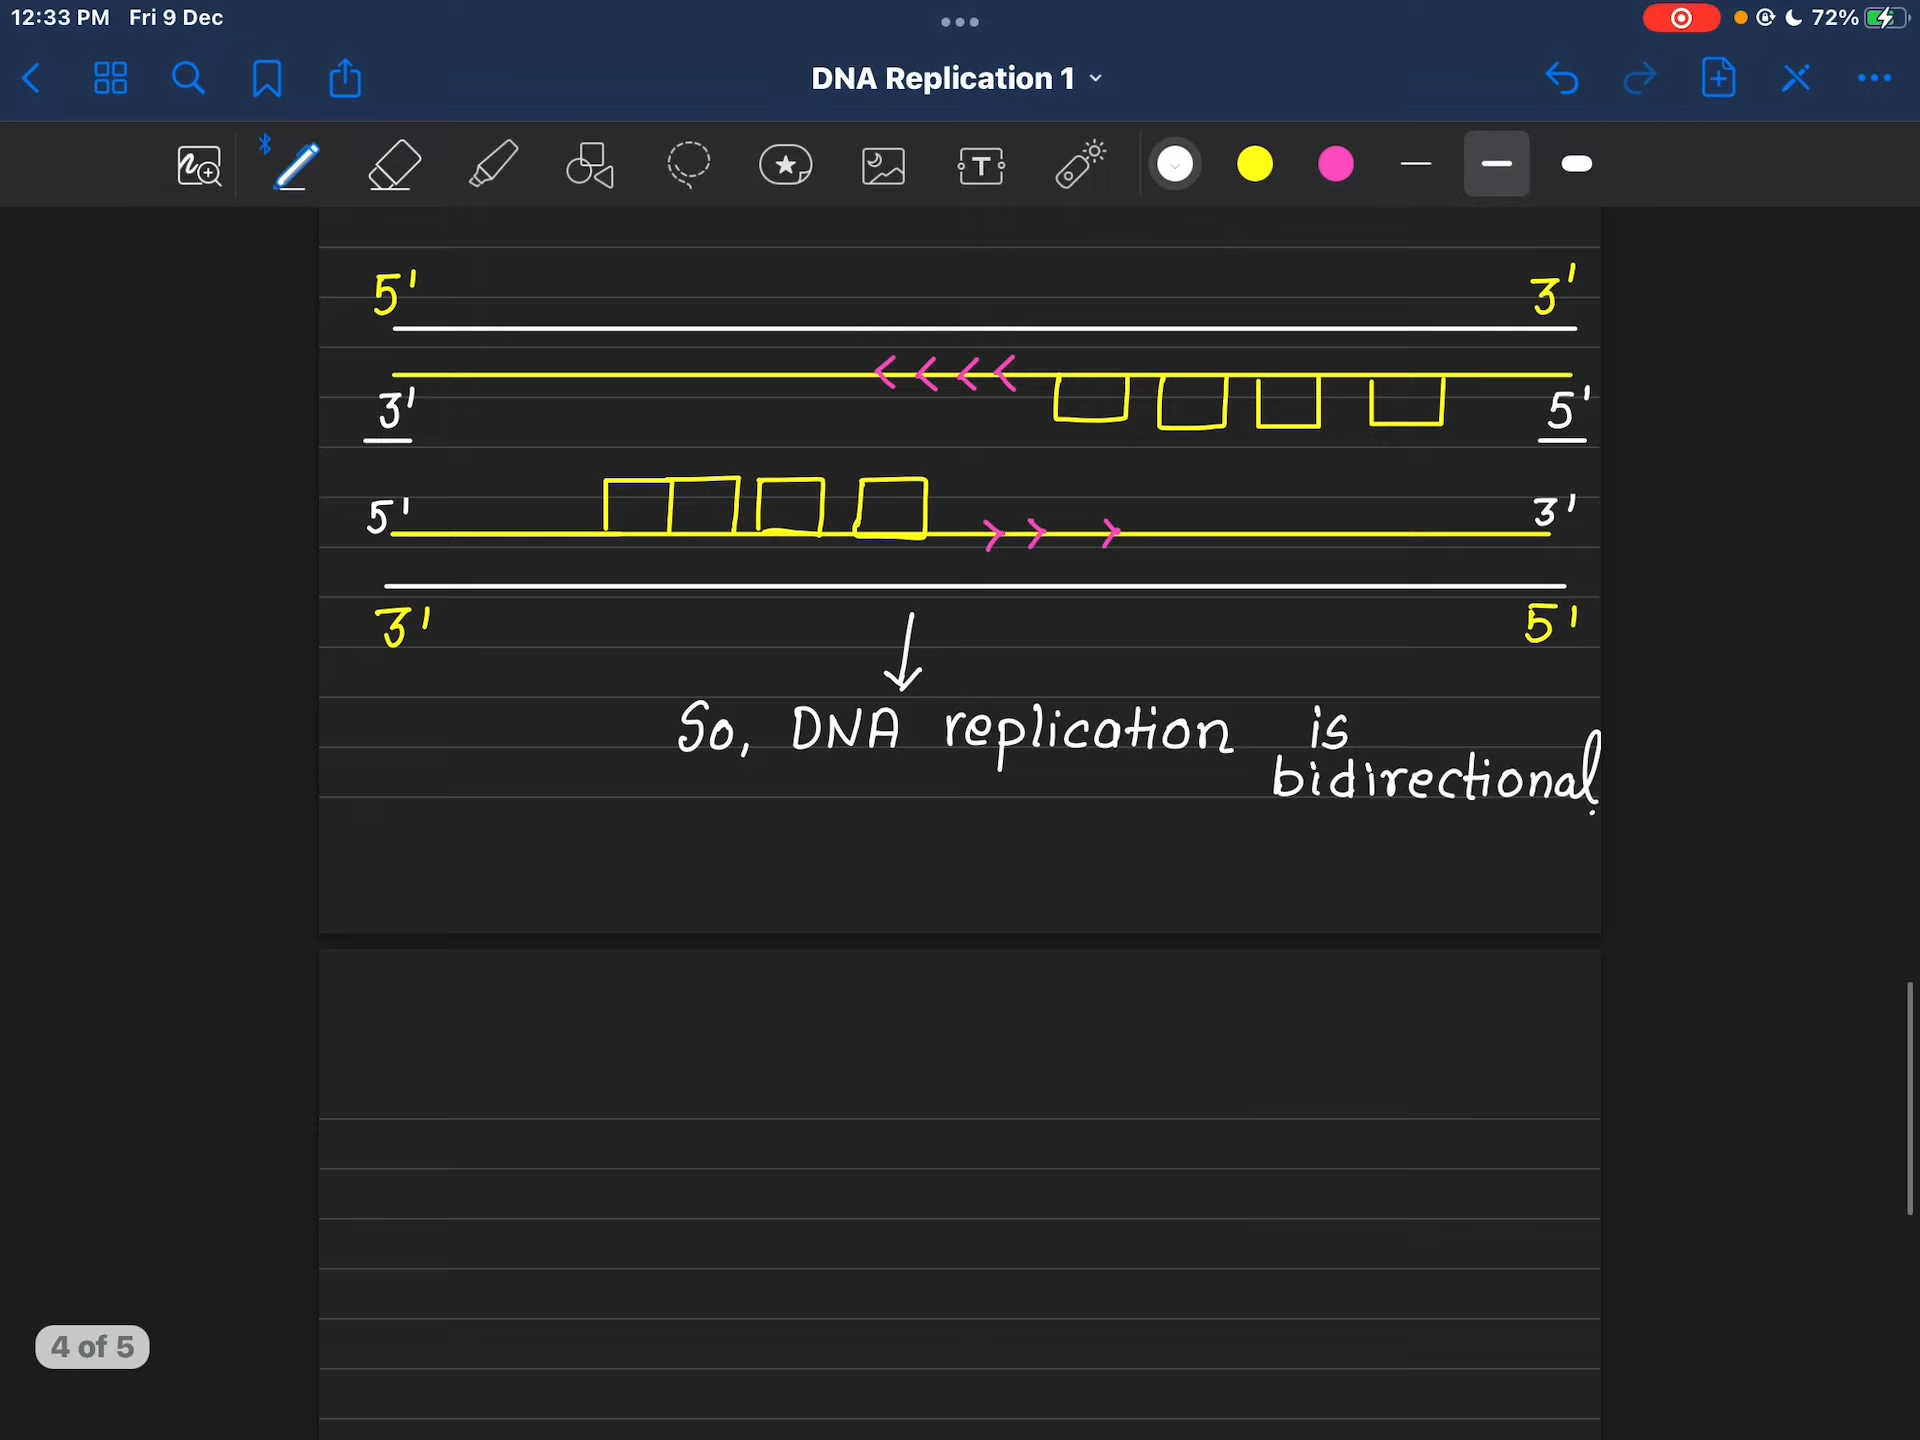 12:33 PM Fri 9 Dec
72%
DNA Replication 1
5' 3'
3' 5'
5' 3'
3' 5'
So, DNA replication is
bidirectional.
4 of 5